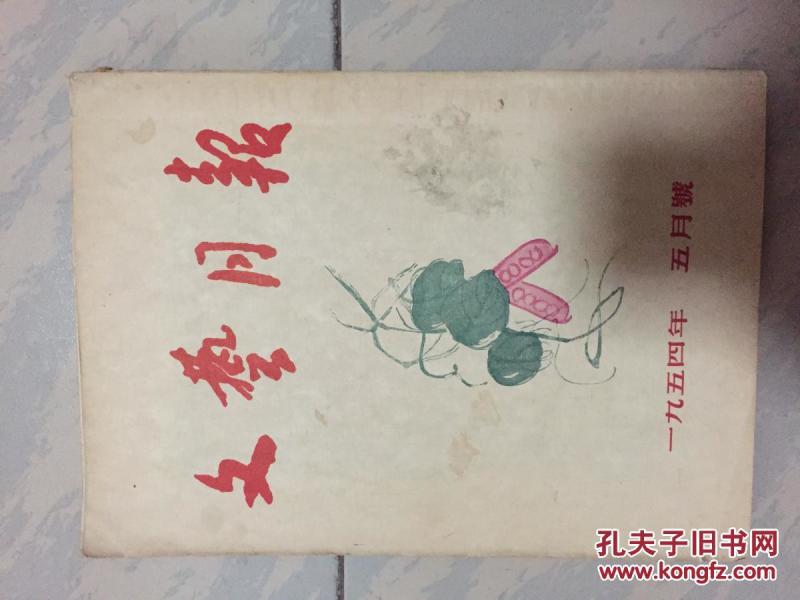 文藝月報
一九五四年 五月號
孔夫子旧书网
www.kongfz.com